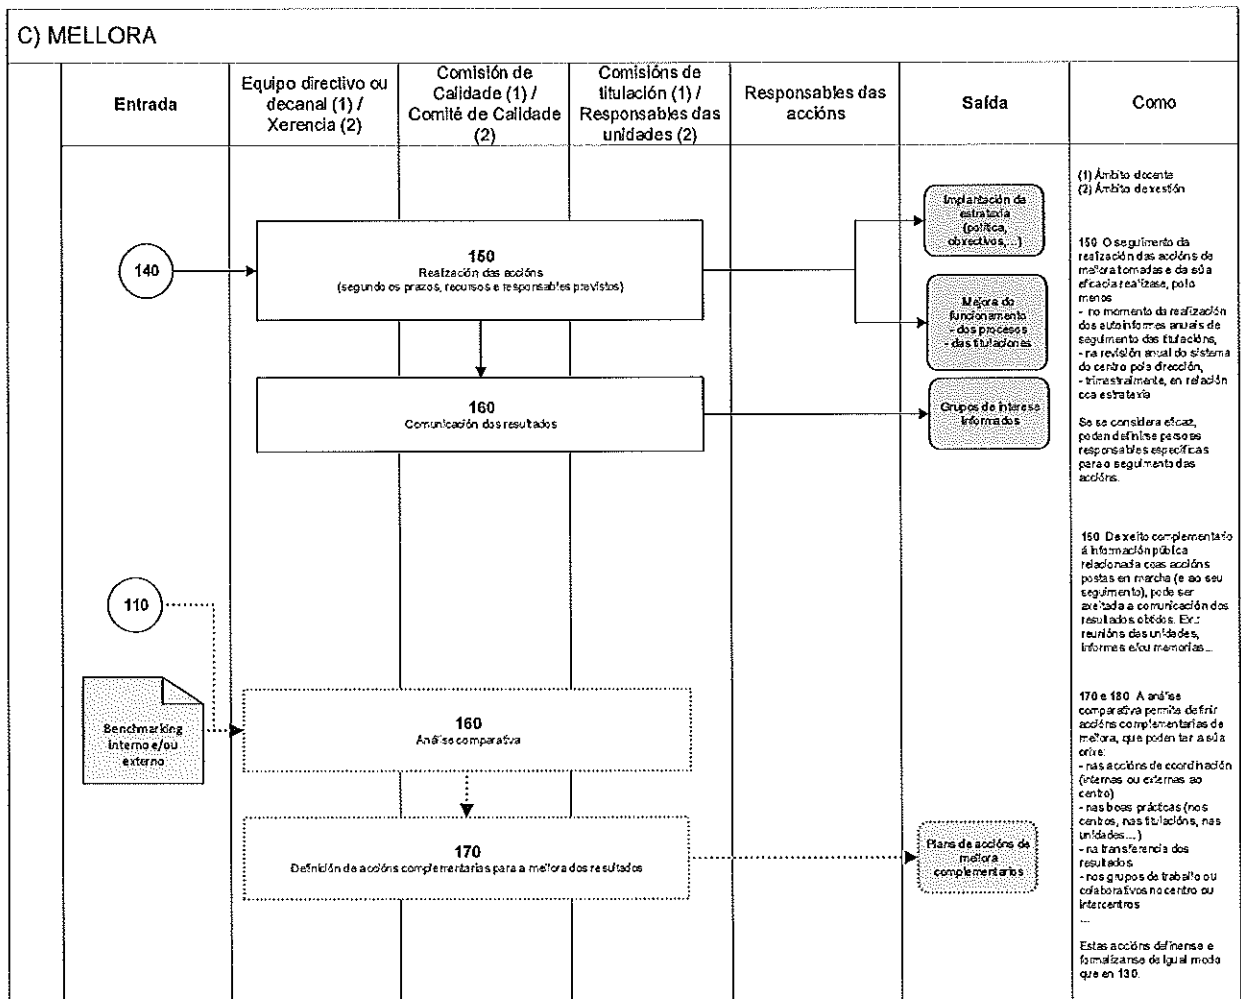 C) MELLORA
Entrada
Equipo directivo ou
decanal (1) /
Xerencia (2)
Comisión de
Calidade (1) /
Comité de Calidade
(2)
Comisións de
titulación (1) /
Responsables das
unidades (2)
Responsables das
accións
Saída
Como
140
150
Realización das accións
(segundo os prazos, recursos e responsables previstos)
160
Comunicación dos resultados
Implantación da
estratexia
(política,
obxectivos,...)
Mejora do
funcionamento
- dos procesos
- das titulaciones
Grupos de interese
informados
110
Benchmarking
interno e/ou
externo
160
Análise comparativa
170
Definición de accións complementarias para a mellora dos resultados
Plans de accións de
mellora
complementarios
(1) Ámbito docente
(2) Ámbito de xestión
150 O seguimento da
realización das accións de
mellora tomadas e da súa
eficacia realízase, polo
menos
- no momento da realización
dos autoinformes anuais de
seguimento das titulacións,
- na revisión anual do sistema
do centro pola dirección,
- trimestralmente, en relación
coa estratexia
Se se considera eficaz,
poden definirse persoas
responsables específicas
para o seguimento das
accións.
160 De xeito complementario
á información pública
relacionada coas accións
postas en marcha (e ao seu
seguimento), pode ser
axeitada a comunicación dos
resultados obtidos. Ex.:
reunións das unidades,
informes e/ou memorias...
170 e 180 A análise
comparativa permite definir
accións complementarias de
mellora, que poden ter a súa
orixe:
- nas accións de coordinación
(internas ou externas ao
centro)
- nas boas prácticas (nos
centros, nas titulacións, nas
unidades....)
- na transferencia dos
resultados
- nos grupos de traballo ou
colaborativos no centro ou
intercentros
....
Estas accións defínense e
formalízanse de igual modo
que en 130.